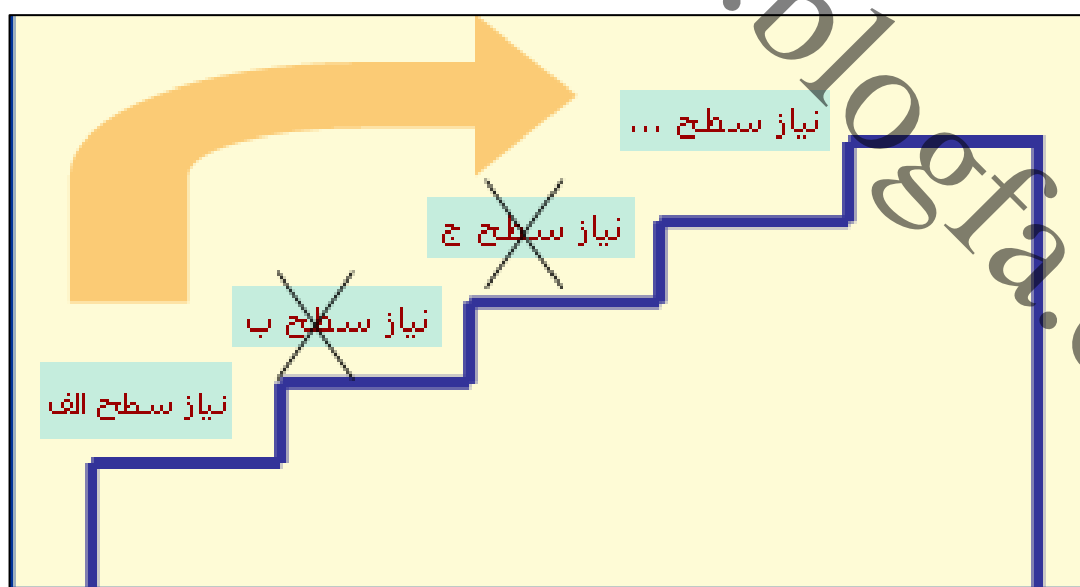 نیاز سطح ...
نیاز سطح ج
نیاز سطح ب
نیاز سطح الف
.blogfa.